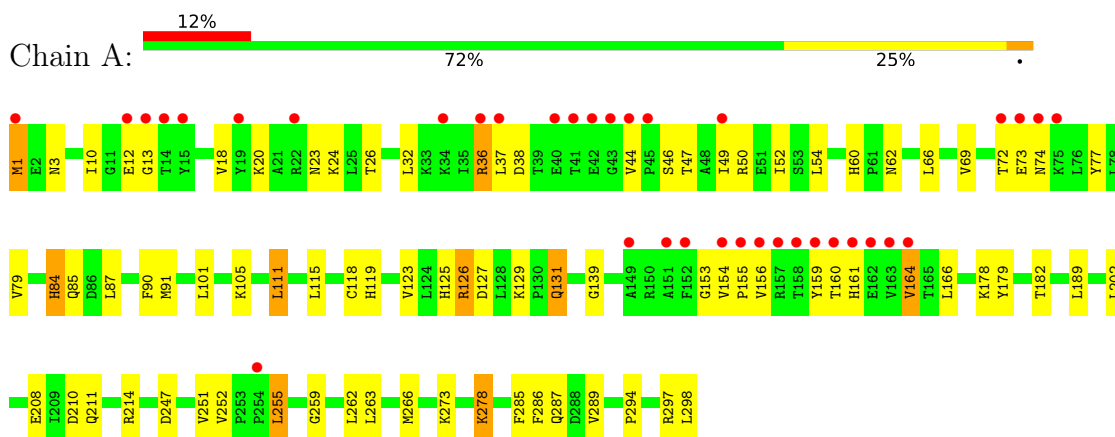 12%
Chain A:
72% 25% •
M1 E2 N3 I10 G11 E12 G13 T14 Y15 V18 Y19 K20 A21 R22 N23 K24 L25 T26 L32 K33 K34 I35 R36 L37 D38 T39 E40 T41 E42 G43 V44 P45 S46 T47 A48 I49 R50 E51 I52 S53 L54 H60 P61 N62 L66 V69 T72 E73 N74 K75 L76 Y77 L78
V79 H84 Q85 D86 L87 F90 M91 L101 K105 L111 L115 C118 H119 V123 L124 H125 R126 D127 L128 K129 P130 Q131 G139 A149 R150 A151 F152 G153 V154 P155 V156 R157 T158 Y159 T160 H161 E162 V163 V164 T165 L166 K178 Y179 T182 L189 L202
E208 I209 D210 Q211 R214 D247 V251 V252 P253 P254 L255 G259 L262 L263 M266 K273 K278 F285 F286 Q287 D288 V289 P294 R297 L298